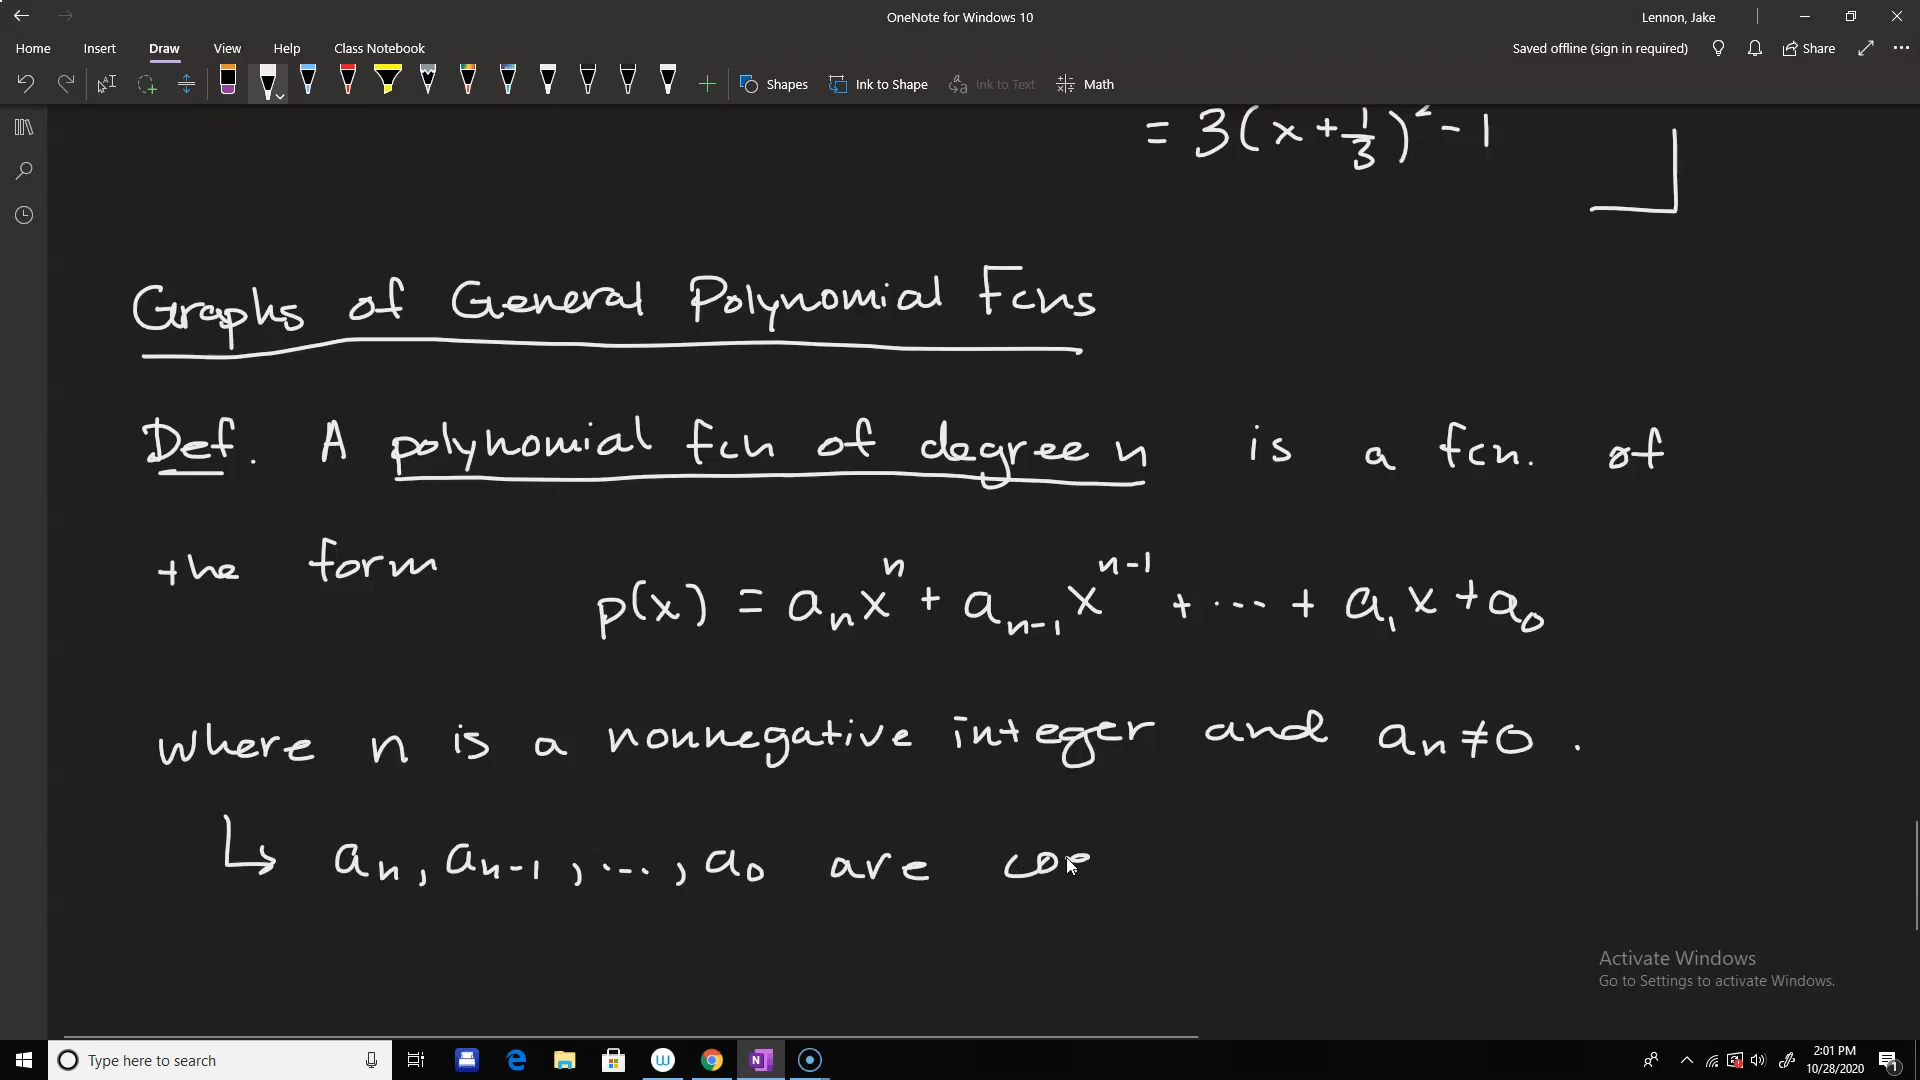 OneNote for Windows 10
Lennon, Jake
Home Insert Draw View Help Class Notebook
Saved offline (sign in required) Share
Shapes Ink to Shape Ink to Text Math
= 3(x+1/3)² - 1
Graphs of General Polynomial Fcns
Def. A polynomial fcn of degree n is a fcn. of
the form
p(x) = aₙxⁿ + aₙ₋₁xⁿ⁻¹ + ... + a₁x + a₀
where n is a nonnegative integer and aₙ ≠ 0 .
↳ aₙ, aₙ₋₁, ..., a₀ are coe
Activate Windows
Go to Settings to activate Windows.
Type here to search
2:01 PM
10/28/2020
1